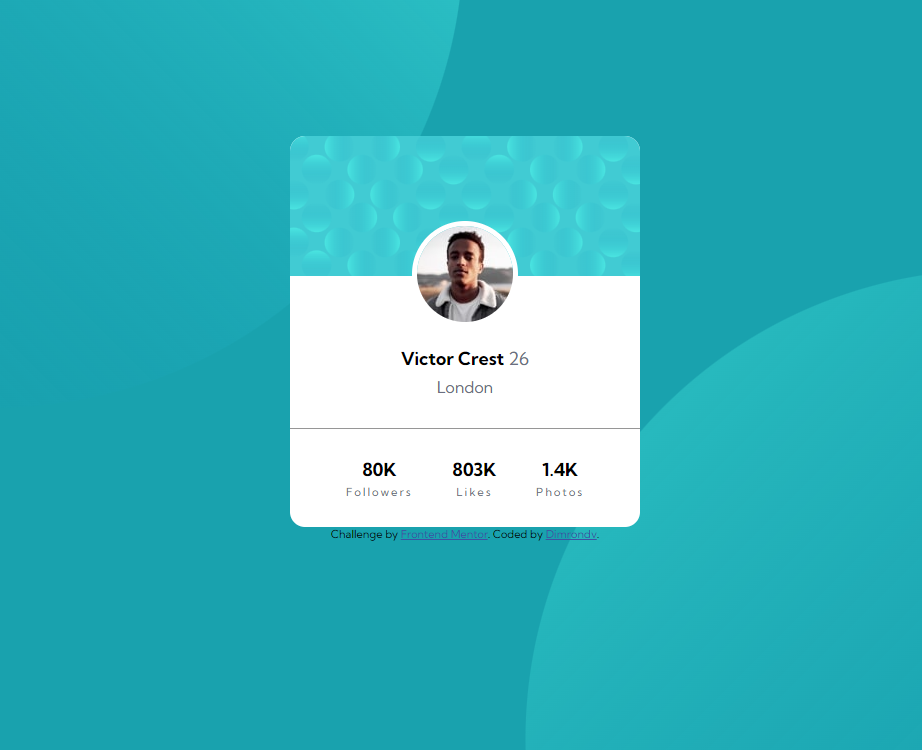 Victor Crest 26
London
80K 803K 1.4K
Followers Likes Photos
Challenge by Frontend Mentor. Coded by Dimrondv.